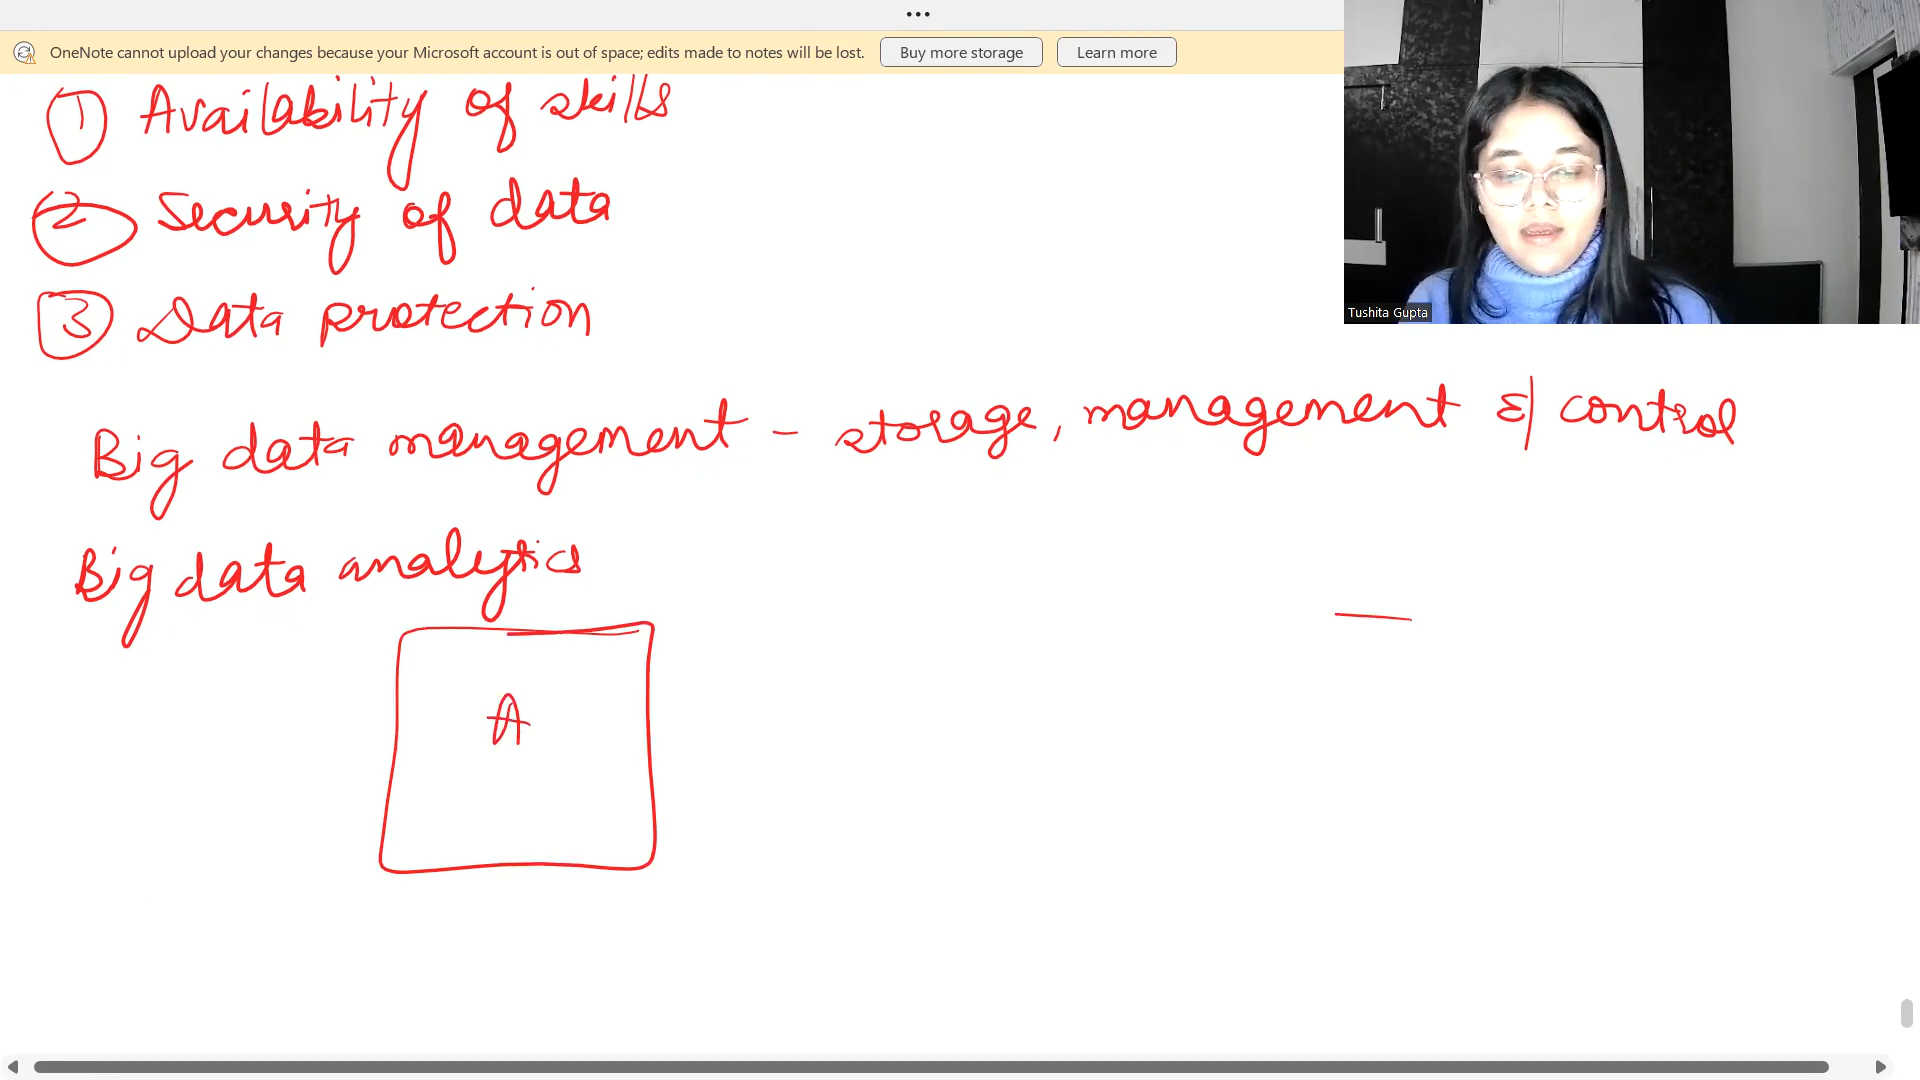 OneNote cannot upload your changes because your Microsoft account is out of space; edits made to notes will be lost. Buy more storage Learn more
Tushita Gupta
1 Availability of skills
2 Security of data
3 Data protection
Big data management - storage, management & control
Big data analytics
A